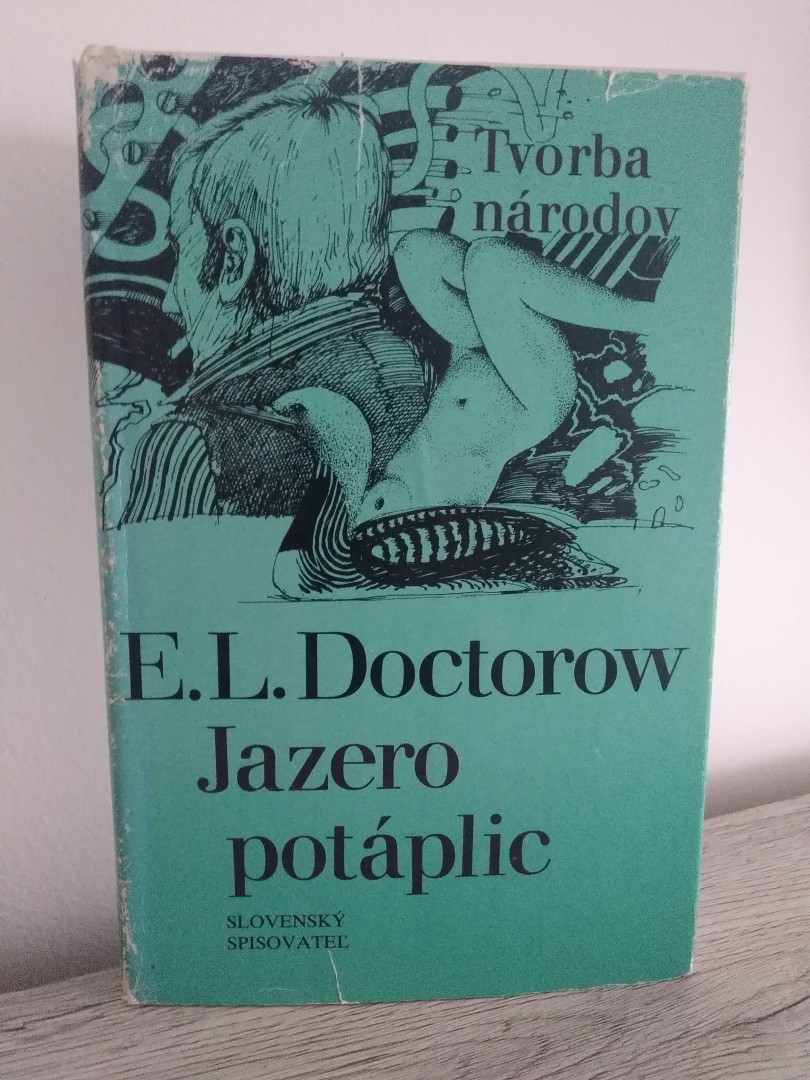 Tvorba
národov
E.L.Doctorow
Jazero
potáplic
SLOVENSKÝ
SPISOVATEĽ